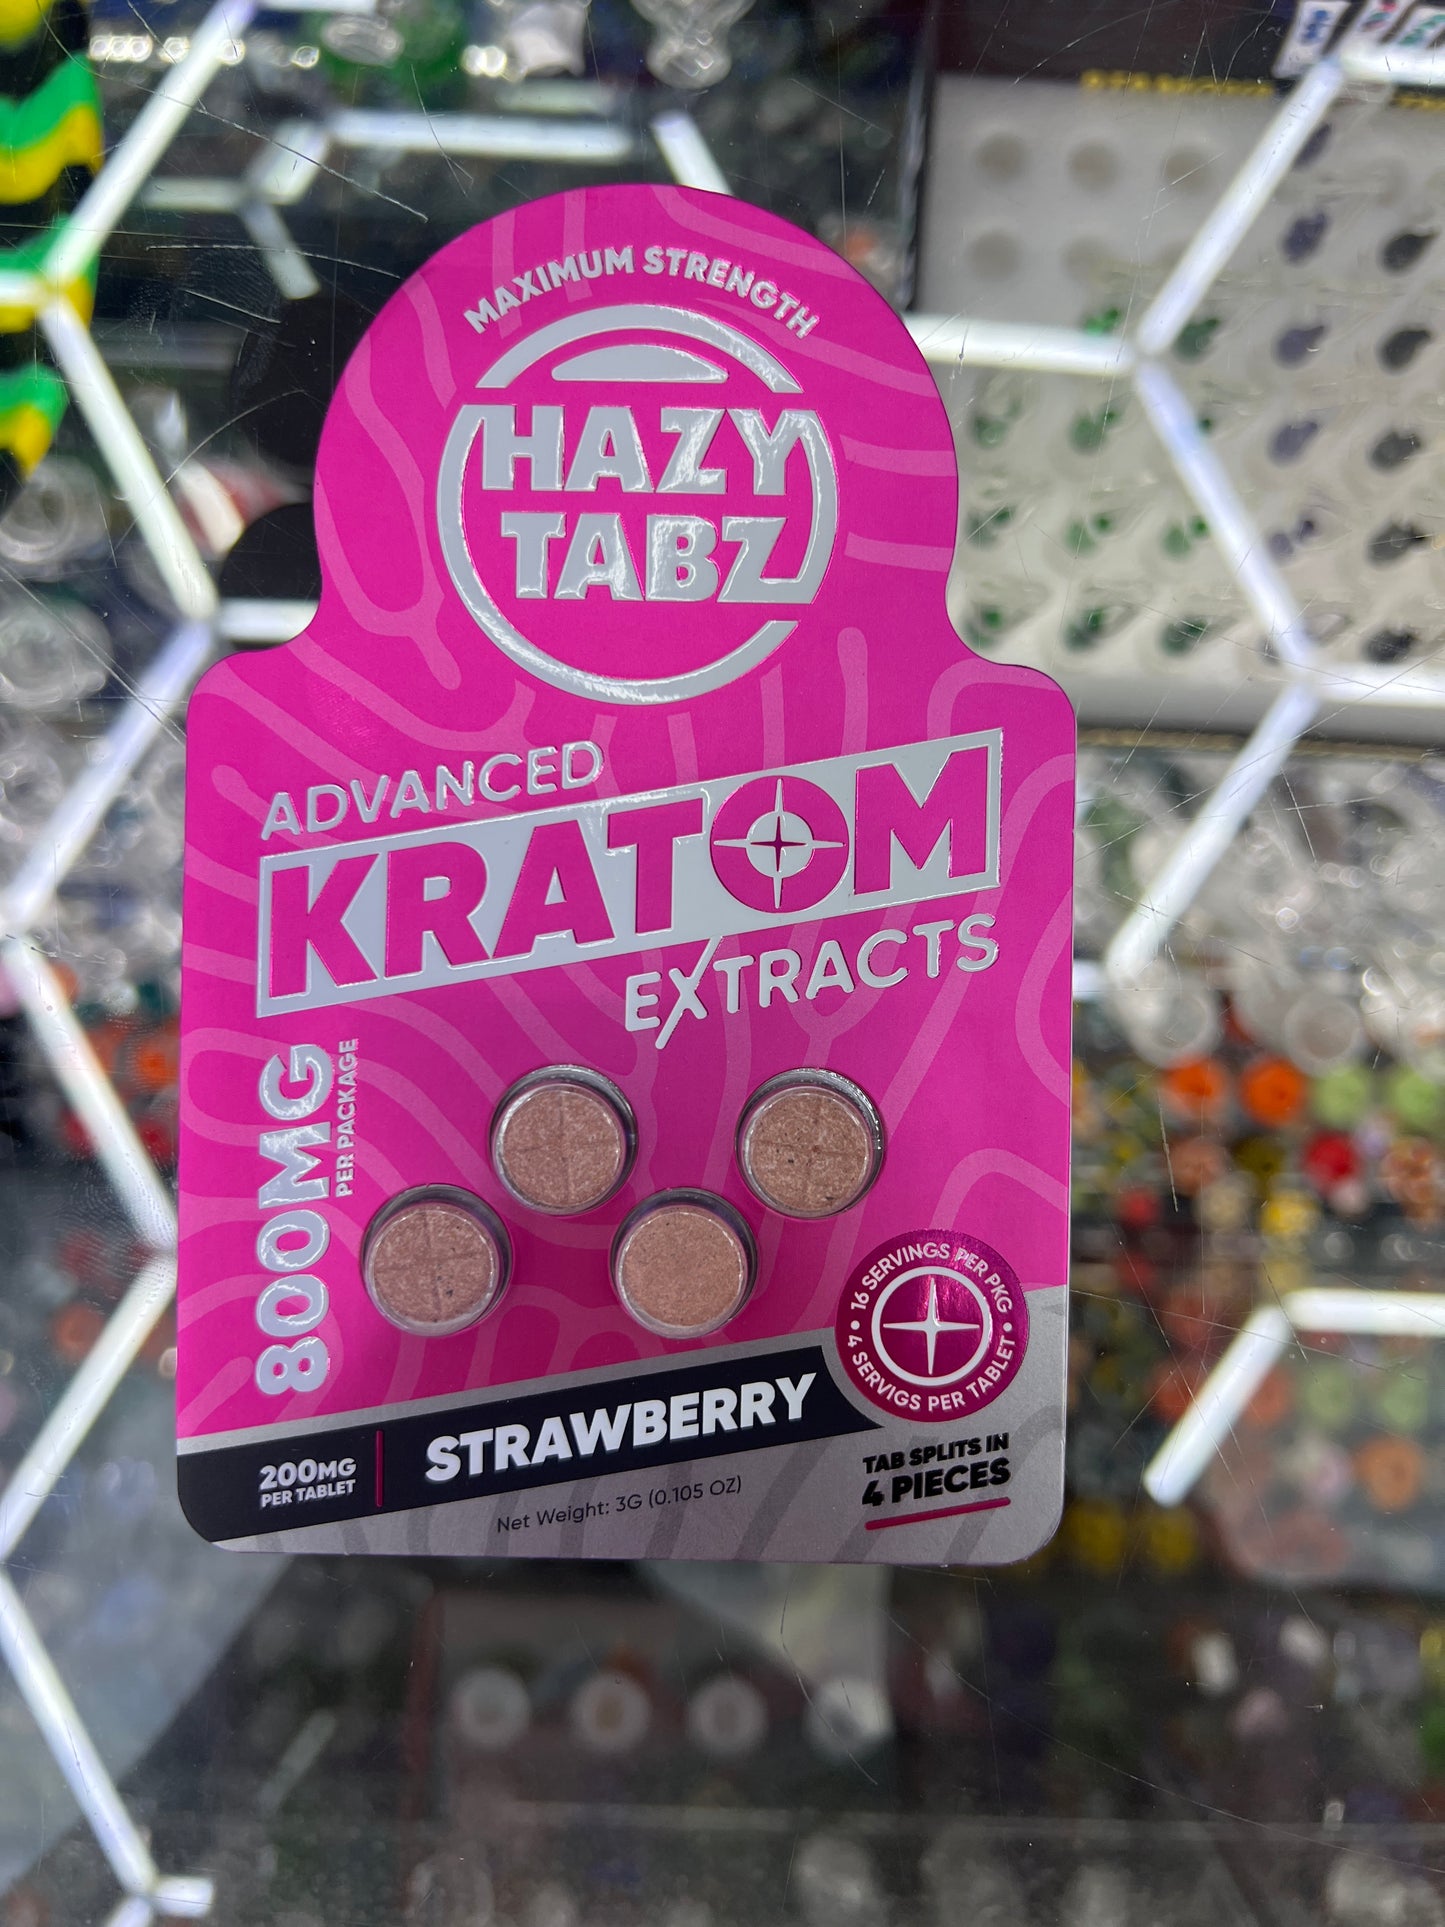 MAXIMUM STRENGTH
HAZY
TABZ
ADVANCED
KRATOM
EXTRACTS
800MG
PER PACKAGE
16 SERVINGS PER PKG •
4 SERVIGS PER TABLET •
200MG
PER TABLET
STRAWBERRY
Net Weight: 3G (0.105 OZ)
TAB SPLITS IN
4 PIECES